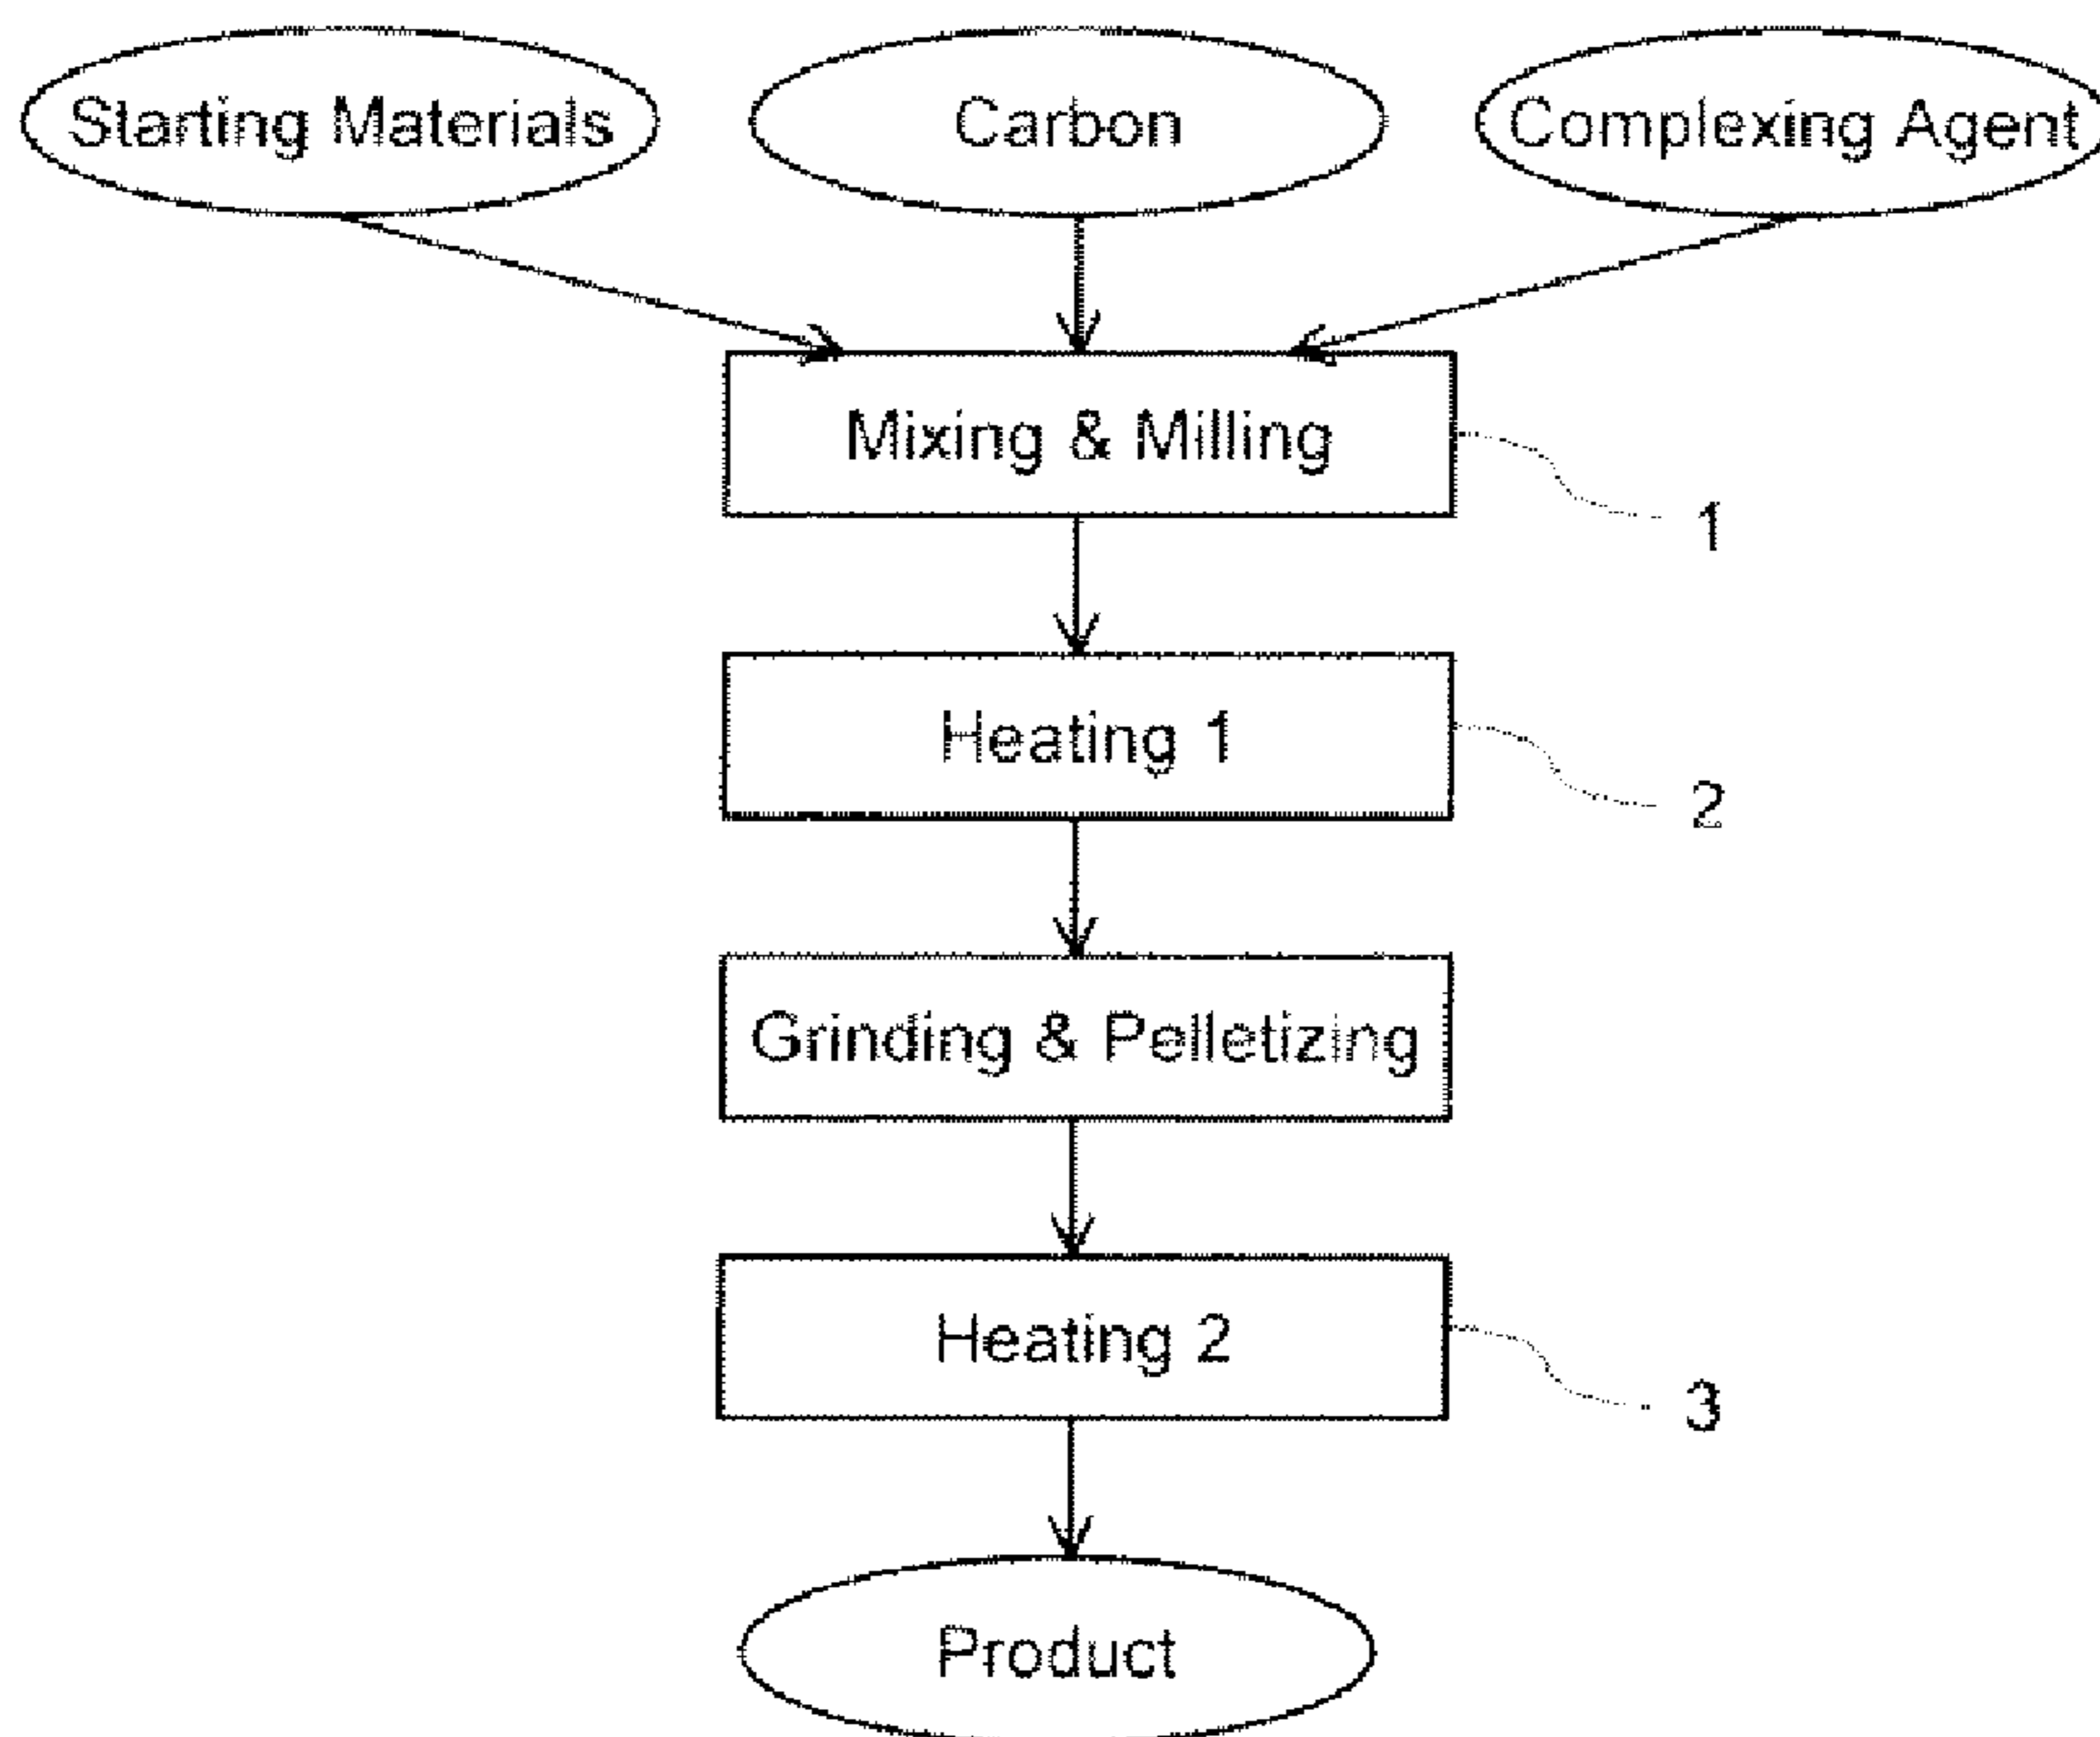 Starting Materials
Carbon
Complexing Agent
Mixing & Milling
1
Heating 1
2
Grinding & Pelletizing
Heating 2
3
Product